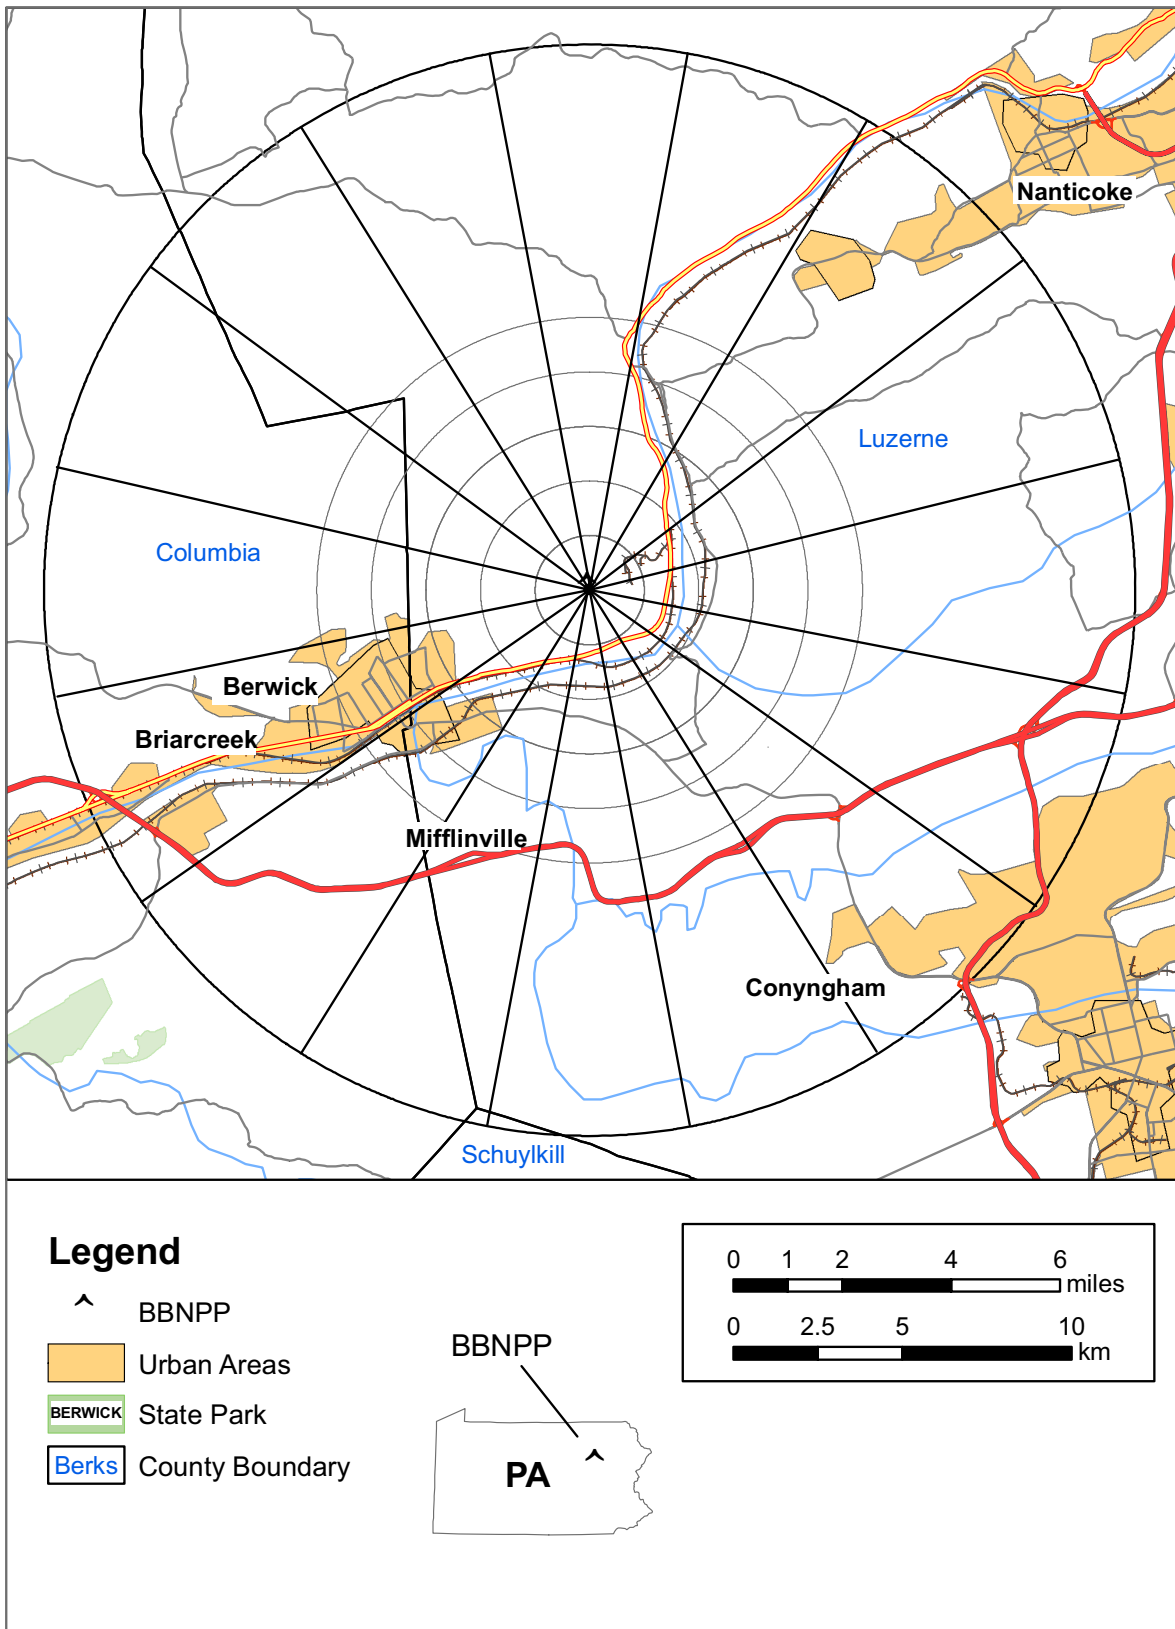 Nanticoke
Luzerne
Columbia
Berwick
Briarcreek
Mifflinville
Conyngham
Schuylkill
Legend
BBNPP
Urban Areas
BERWICK State Park
Berks County Boundary
BBNPP
PA
0 1 2 4 6
miles
0 2.5 5 10
km